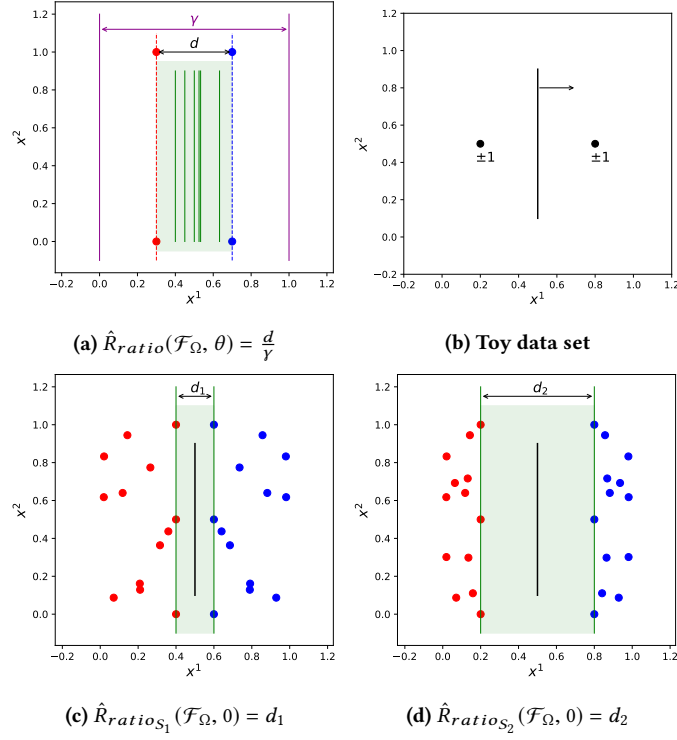 1.2
1.0
0.8
0.6
0.4
0.2
0.0
x²
γ
d
−0.2 0.0 0.2 0.4 0.6 0.8 1.0 1.2
x¹
(a) R̂ratio(ℱΩ, θ) = d/γ
1.2
1.0
0.8
0.6
0.4
0.2
0.0
−0.2
x²
±1
±1
−0.2 0.0 0.2 0.4 0.6 0.8 1.0 1.2
x¹
(b) Toy data set
1.2
1.0
0.8
0.6
0.4
0.2
0.0
x²
d₁
−0.2 0.0 0.2 0.4 0.6 0.8 1.0 1.2
x¹
(c) R̂ratioS₁(ℱΩ, 0) = d₁
1.2
1.0
0.8
0.6
0.4
0.2
0.0
x²
d₂
−0.2 0.0 0.2 0.4 0.6 0.8 1.0 1.2
x¹
(d) R̂ratioS₂(ℱΩ, 0) = d₂